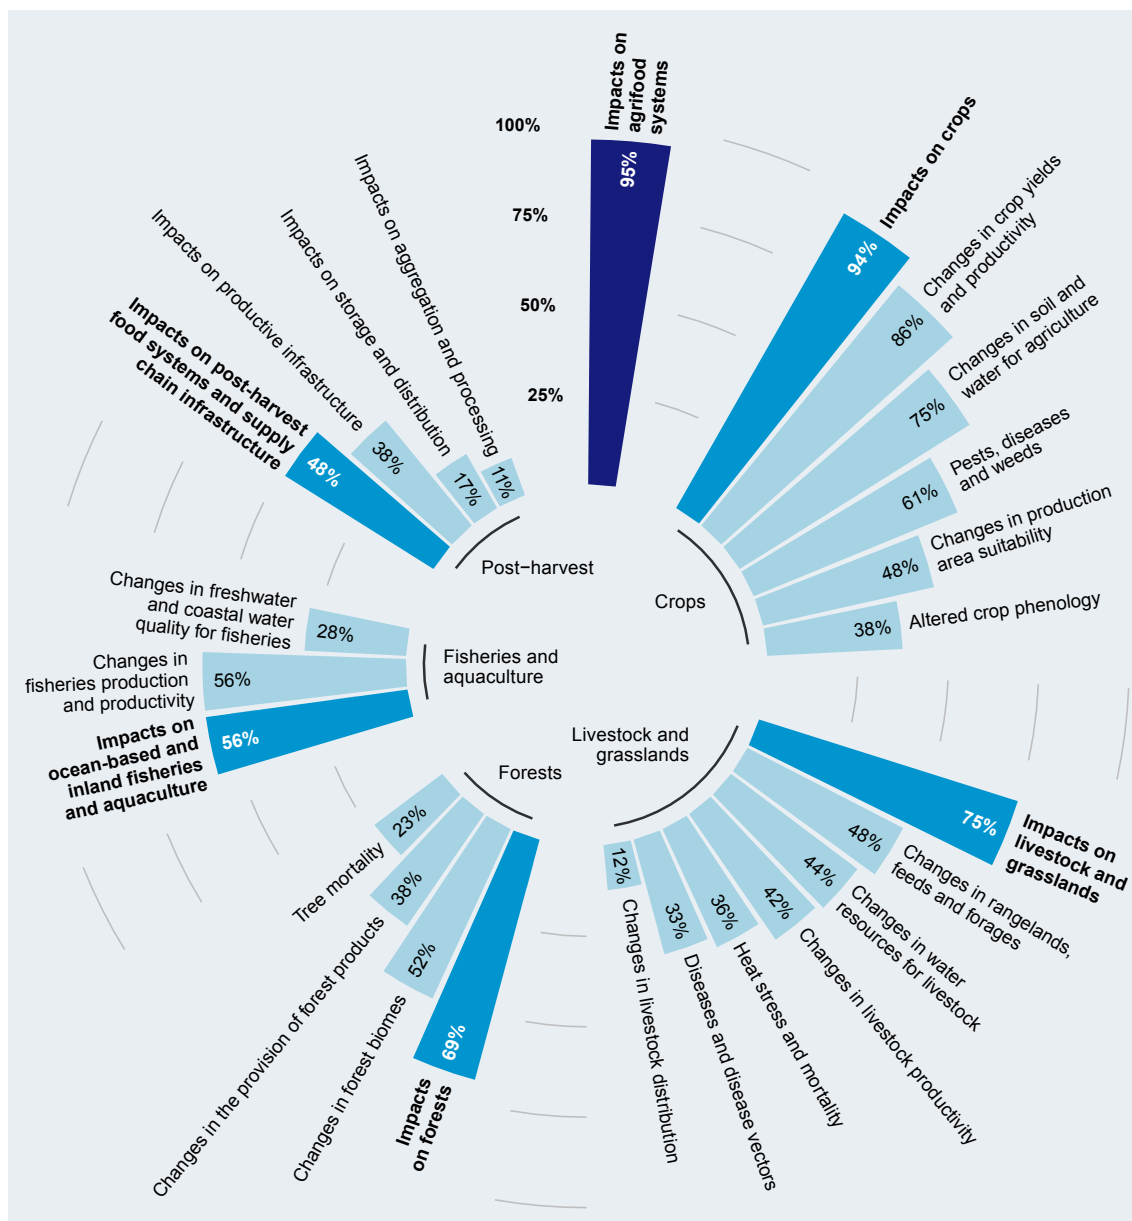 Impacts on
agrifood
systems
95%
100%
75%
50%
25%
Impacts on crops
94%
Changes in crop yields
and productivity
86%
Changes in soil and
water for agriculture
75%
Pests, diseases
and weeds
61%
Changes in production
area suitability
48%
Altered crop phenology
38%
Crops
Livestock and
grasslands
75%
Impacts on
livestock and
grasslands
48%
Changes in rangelands,
feeds and forages
44%
Changes in water
resources for livestock
42%
Changes in livestock productivity
36%
Heat stress and mortality
33%
Diseases and disease vectors
12%
Changes in livestock distribution
Forests
69%
Impacts
on forests
52%
Changes in forest biomes
38%
Changes in the provision of forest products
23%
Tree mortality
Fisheries and
aquaculture
56%
Impacts on
ocean-based and
inland fisheries
and aquaculture
56%
Changes in
fisheries production
and productivity
28%
Changes in freshwater
and coastal water
quality for fisheries
Post−harvest
48%
Impacts on post-harvest
food systems and supply
chain infrastructure
38%
Impacts on productive infrastructure
17%
Impacts on storage and distribution
11%
Impacts on aggregation and processing